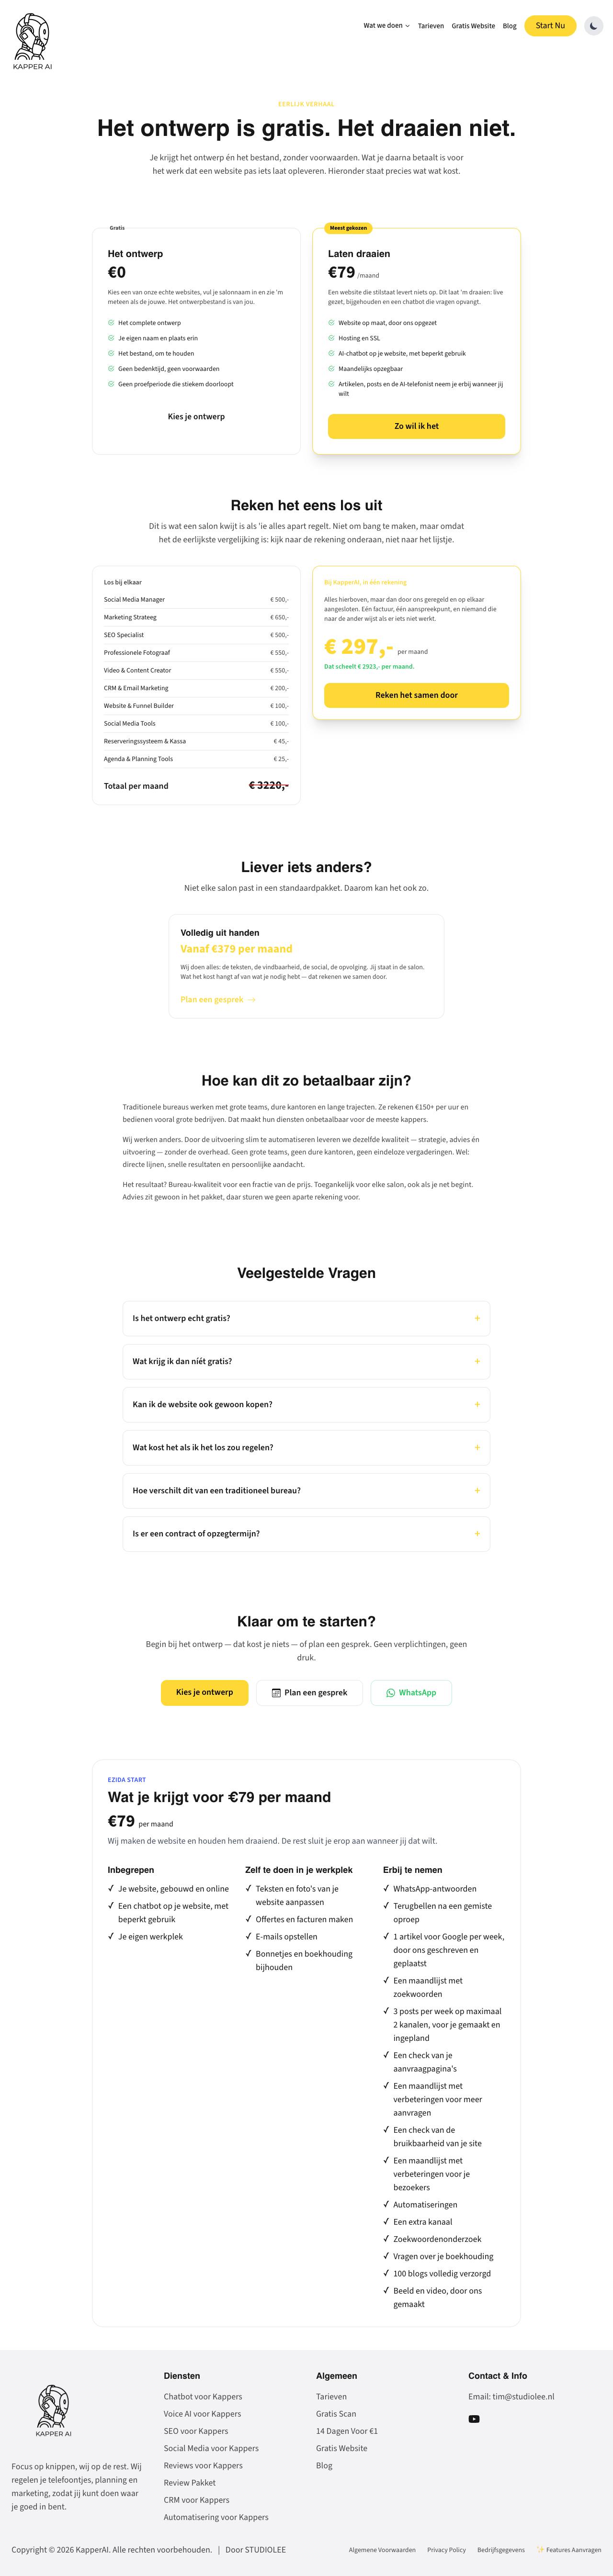 KAPPER AI
Wat we doen
Tarieven
Gratis Website
Blog
Start Nu
EERLIJK VERHAAL
Het ontwerp is gratis. Het draaien niet.
Je krijgt het ontwerp én het bestand, zonder voorwaarden. Wat je daarna betaalt is voor
het werk dat een website pas iets laat opleveren. Hieronder staat precies wat wat kost.
Gratis
Het ontwerp
€0
Kies een van onze echte websites, vul je salonnaam in en zie 'm
meteen als de jouwe. Het ontwerpbestand is van jou.
Het complete ontwerp
Je eigen naam en plaats erin
Het bestand, om te houden
Geen bedenktijd, geen voorwaarden
Geen proefperiode die stiekem doorloopt
Kies je ontwerp
Meest gekozen
Laten draaien
€79 /maand
Een website die stilstaat levert niets op. Dit laat 'm draaien: live
gezet, bijgehouden en een chatbot die vragen opvangt.
Website op maat, door ons opgezet
Hosting en SSL
AI-chatbot op je website, met beperkt gebruik
Maandelijks opzegbaar
Artikelen, posts en de AI-telefonist neem je erbij wanneer jij
wilt
Zo wil ik het
Reken het eens los uit
Dit is wat een salon kwijt is als 'ie alles apart regelt. Niet om bang te maken, maar omdat
het de eerlijkste vergelijking is: kijk naar de rekening onderaan, niet naar het lijstje.
Los bij elkaar
Social Media Manager € 500,-
Marketing Strateeg € 650,-
SEO Specialist € 500,-
Professionele Fotograaf € 550,-
Video & Content Creator € 550,-
CRM & Email Marketing € 200,-
Website & Funnel Builder € 100,-
Social Media Tools € 100,-
Reserveringssysteem & Kassa € 45,-
Agenda & Planning Tools € 25,-
Totaal per maand € 3220,-
Bij KapperAI, in één rekening
Alles hierboven, maar dan door ons geregeld en op elkaar
aangesloten. Eén factuur, één aanspreekpunt, en niemand die
naar de ander wijst als er iets niet werkt.
€ 297,- per maand
Dat scheelt € 2923,- per maand.
Reken het samen door
Liever iets anders?
Niet elke salon past in een standaardpakket. Daarom kan het ook zo.
Volledig uit handen
Vanaf €379 per maand
Wij doen alles: de teksten, de vindbaarheid, de social, de opvolging. Jij staat in de salon.
Wat het kost hangt af van wat je nodig hebt — dat rekenen we samen door.
Plan een gesprek →
Hoe kan dit zo betaalbaar zijn?
Traditionele bureaus werken met grote teams, dure kantoren en lange trajecten. Ze rekenen €150+ per uur en
bedienen vooral grote bedrijven. Dat maakt hun diensten onbetaalbaar voor de meeste kappers.
Wij werken anders. Door de uitvoering slim te automatiseren leveren we dezelfde kwaliteit — strategie, advies én
uitvoering — zonder de overhead. Geen grote teams, geen dure kantoren, geen eindeloze vergaderingen. Wel:
directe lijnen, snelle resultaten en persoonlijke aandacht.
Het resultaat? Bureau-kwaliteit voor een fractie van de prijs. Toegankelijk voor elke salon, ook als je net begint.
Advies zit gewoon in het pakket, daar sturen we geen aparte rekening voor.
Veelgestelde Vragen
Is het ontwerp echt gratis? +
Wat krijg ik dan níét gratis? +
Kan ik de website ook gewoon kopen? +
Wat kost het als ik het los zou regelen? +
Hoe verschilt dit van een traditioneel bureau? +
Is er een contract of opzegtermijn? +
Klaar om te starten?
Begin bij het ontwerp — dat kost je niets — of plan een gesprek. Geen verplichtingen, geen
druk.
Kies je ontwerp
Plan een gesprek
WhatsApp
EZIDA START
Wat je krijgt voor €79 per maand
€79 per maand
Wij maken de website en houden hem draaiend. De rest sluit je erop aan wanneer jij dat wilt.
Inbegrepen
✓ Je website, gebouwd en online
✓ Een chatbot op je website, met
beperkt gebruik
✓ Je eigen werkplek
Zelf te doen in je werkplek
✓ Teksten en foto's van je
website aanpassen
✓ Offertes en facturen maken
✓ E-mails opstellen
✓ Bonnetjes en boekhouding
bijhouden
Erbij te nemen
✓ WhatsApp-antwoorden
✓ Terugbellen na een gemiste
oproep
✓ 1 artikel voor Google per week,
door ons geschreven en
geplaatst
✓ Een maandlijst met
zoekwoorden
✓ 3 posts per week op maximaal
2 kanalen, voor je gemaakt en
ingepland
✓ Een check van je
aanvraagpagina's
✓ Een maandlijst met
verbeteringen voor meer
aanvragen
✓ Een check van de
bruikbaarheid van je site
✓ Een maandlijst met
verbeteringen voor je
bezoekers
✓ Automatiseringen
✓ Een extra kanaal
✓ Zoekwoordenonderzoek
✓ Vragen over je boekhouding
✓ 100 blogs volledig verzorgd
✓ Beeld en video, door ons
gemaakt
KAPPER AI
Focus op knippen, wij op de rest. Wij
regelen je telefoontjes, planning en
marketing, zodat jij kunt doen waar
je goed in bent.
Diensten
Chatbot voor Kappers
Voice AI voor Kappers
SEO voor Kappers
Social Media voor Kappers
Reviews voor Kappers
Review Pakket
CRM voor Kappers
Automatisering voor Kappers
Algemeen
Tarieven
Gratis Scan
14 Dagen Voor €1
Gratis Website
Blog
Contact & Info
Email: tim@studiolee.nl
Copyright © 2026 KapperAI. Alle rechten voorbehouden. | Door STUDIOLEE
Algemene Voorwaarden
Privacy Policy
Bedrijfsgegevens
✨ Features Aanvragen